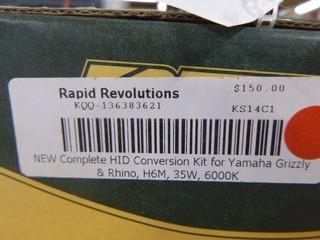 Rapid Revolutions
$150.00
KQQ-136383621
KS14C1
NEW Complete HID Conversion Kit for Yamaha Grizzly
& Rhino, H6M, 35W, 6000K